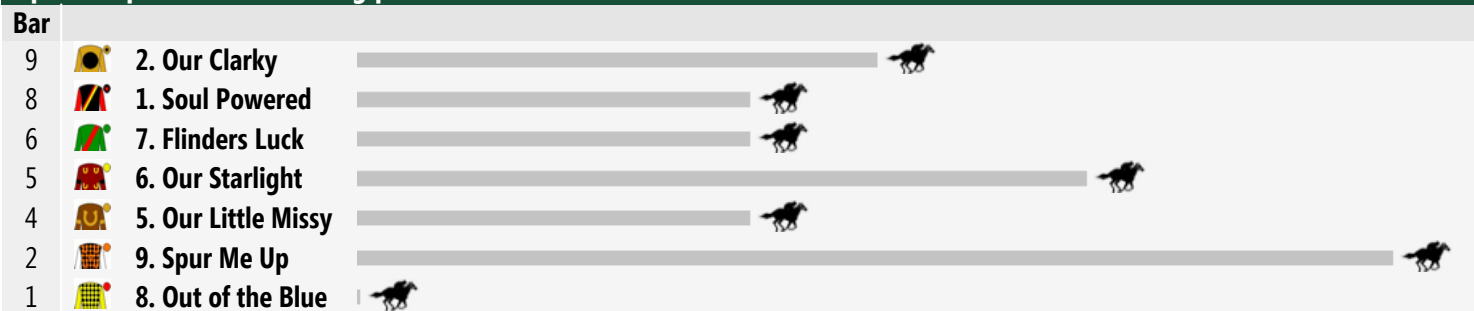 Bar
9 2. Our Clarky
8 1. Soul Powered
6 7. Flinders Luck
5 6. Our Starlight
4 5. Our Little Missy
2 9. Spur Me Up
1 8. Out of the Blue